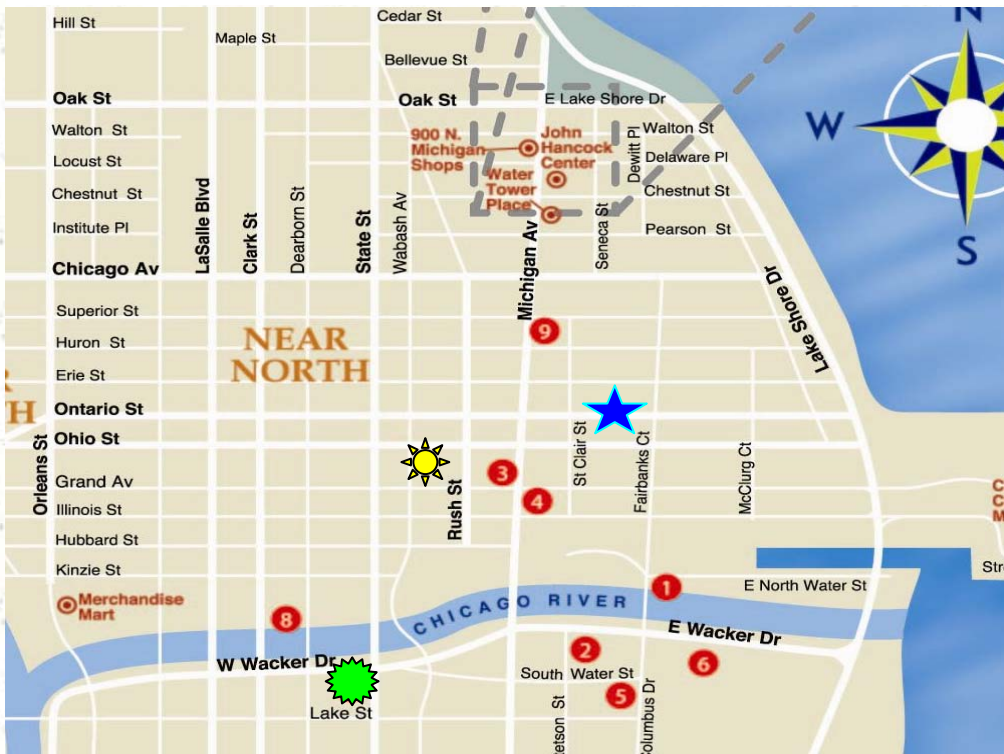 Hill St
Cedar St
N
Maple St
Bellevue St
Oak St
Oak St
E Lake Shore Dr
W
Walton St
900 N.
Michigan
Shops
John
Hancock
Center
Dewitt Pl
Walton St
Locust St
Delaware Pl
Water
Tower
Place
Chestnut St
Chestnut St
LaSalle Blvd
Clark St
Dearborn St
State St
Wabash Av
Michigan Av
Seneca St
Institute Pl
Pearson St
S
Chicago Av
Lake Shore Dr
Superior St
NEAR
NORTH
9
Huron St
Erie St
H
Ontario St
Ohio St
Orleans St
Rush St
St Clair St
Fairbanks Ct
McClurg Ct
3
Grand Av
4
Illinois St
Hubbard St
Kinzie St
E North Water St
1
Merchandise
Mart
8
CHICAGO RIVER
E Wacker Dr
2
W Wacker Dr
6
South Water St
5
Lake St